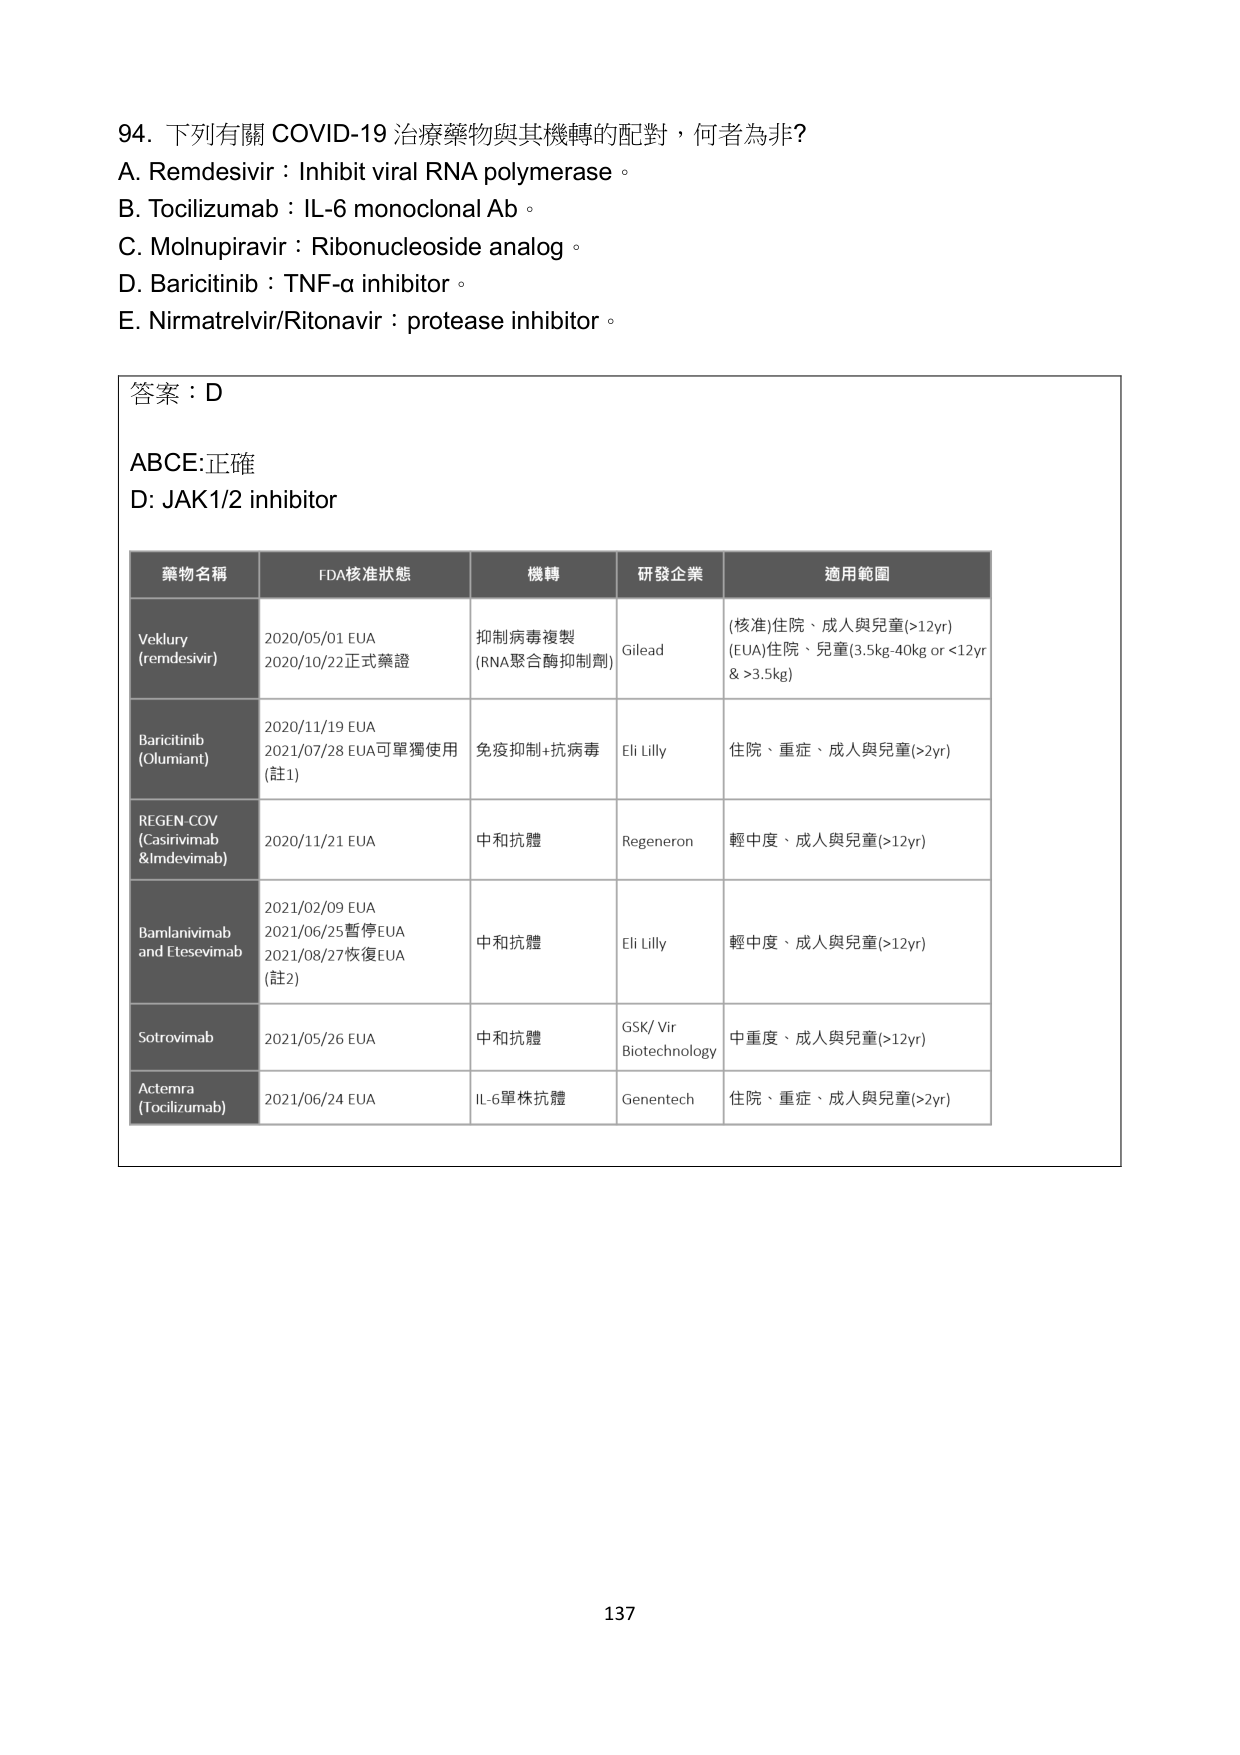 94. 下列有關 COVID-19 治療藥物與其機轉的配對，何者為非?
A. Remdesivir：Inhibit viral RNA polymerase。
B. Tocilizumab：IL-6 monoclonal Ab。
C. Molnupiravir：Ribonucleoside analog。
D. Baricitinib：TNF-α inhibitor。
E. Nirmatrelvir/Ritonavir：protease inhibitor。
答案：D
ABCE:正確
D: JAK1/2 inhibitor
藥物名稱 FDA核准狀態 機轉 研發企業 適用範圍
Veklury
(remdesivir)
2020/05/01 EUA
2020/10/22正式藥證
抑制病毒複製
(RNA聚合酶抑制劑)
Gilead
(核准)住院、成人與兒童(>12yr)
(EUA)住院、兒童(3.5kg-40kg or <12yr
& >3.5kg)
Baricitinib
(Olumiant)
2020/11/19 EUA
2021/07/28 EUA可單獨使用
(註1)
免疫抑制+抗病毒
Eli Lilly
住院、重症、成人與兒童(>2yr)
REGEN-COV
(Casirivimab
&Imdevimab)
2020/11/21 EUA
中和抗體
Regeneron
輕中度、成人與兒童(>12yr)
Bamlanivimab
and Etesevimab
2021/02/09 EUA
2021/06/25暫停EUA
2021/08/27恢復EUA
(註2)
中和抗體
Eli Lilly
輕中度、成人與兒童(>12yr)
Sotrovimab
2021/05/26 EUA
中和抗體
GSK/ Vir
Biotechnology
中重度、成人與兒童(>12yr)
Actemra
(Tocilizumab)
2021/06/24 EUA
IL-6單株抗體
Genentech
住院、重症、成人與兒童(>2yr)
137